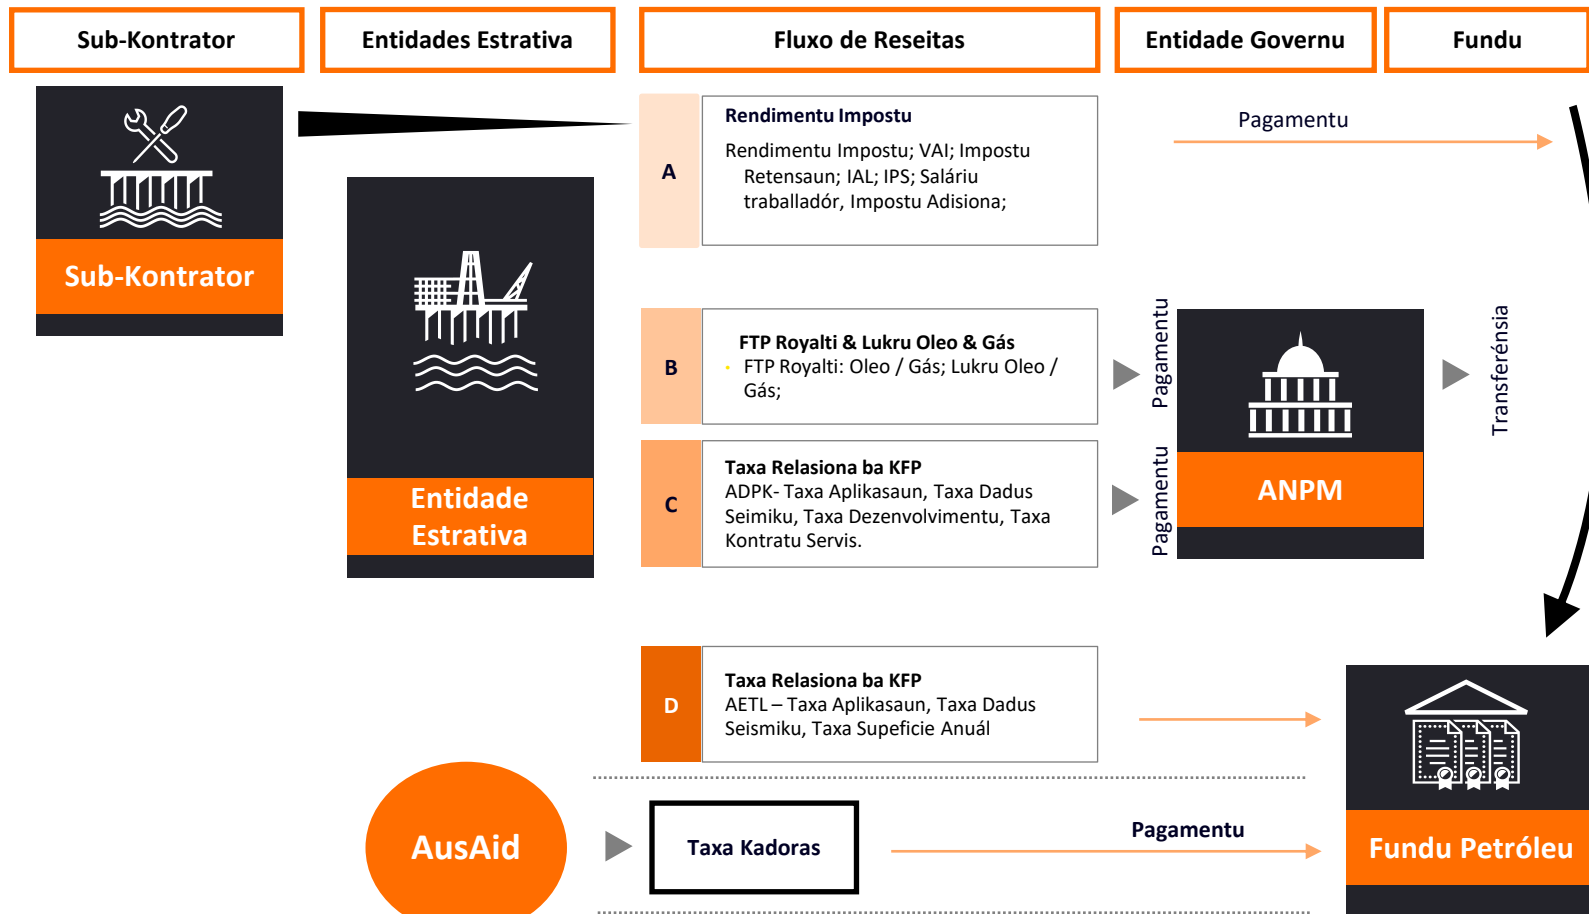 Sub-Kontrator
Entidades Estrativa
Fluxo de Reseitas
Entidade Governu
Fundu
Sub-Kontrator
Entidade
Estrativa
A
Rendimentu Impostu
Rendimentu Impostu; VAI; Impostu
Retensaun; IAL; IPS; Saláriu
traballadór, Impostu Adisiona;
Pagamentu
B
FTP Royalti & Lukru Oleo & Gás
• FTP Royalti: Oleo / Gás; Lukru Oleo /
Gás;
Pagamentu
C
Taxa Relasiona ba KFP
ADPK- Taxa Aplikasaun, Taxa Dadus
Seimiku, Taxa Dezenvolvimentu, Taxa
Kontratu Servis.
Pagamentu
ANPM
Transferénsia
D
Taxa Relasiona ba KFP
AETL – Taxa Aplikasaun, Taxa Dadus
Seismiku, Taxa Supeficie Anuál
AusAid
Taxa Kadoras
Pagamentu
Fundu Petróleu